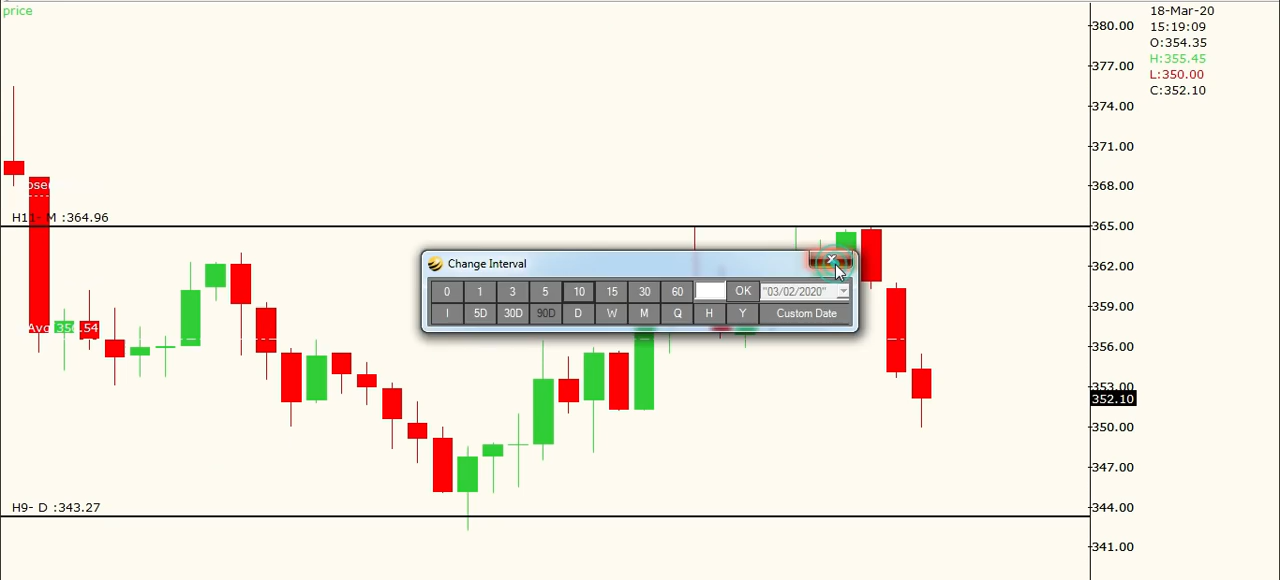 price
18-Mar-20
15:19:09
O:354.35
H:355.45
L:350.00
C:352.10
380.00
377.00
374.00
371.00
368.00
H11- M :364.96
365.00
Change Interval
362.00
0 1 3 5 10 15 30 60 OK "03/02/2020"
I 5D 30D 90D D W M Q H Y Custom Date
359.00
356.00
353.00
352.10
350.00
347.00
H9- D :343.27
344.00
341.00